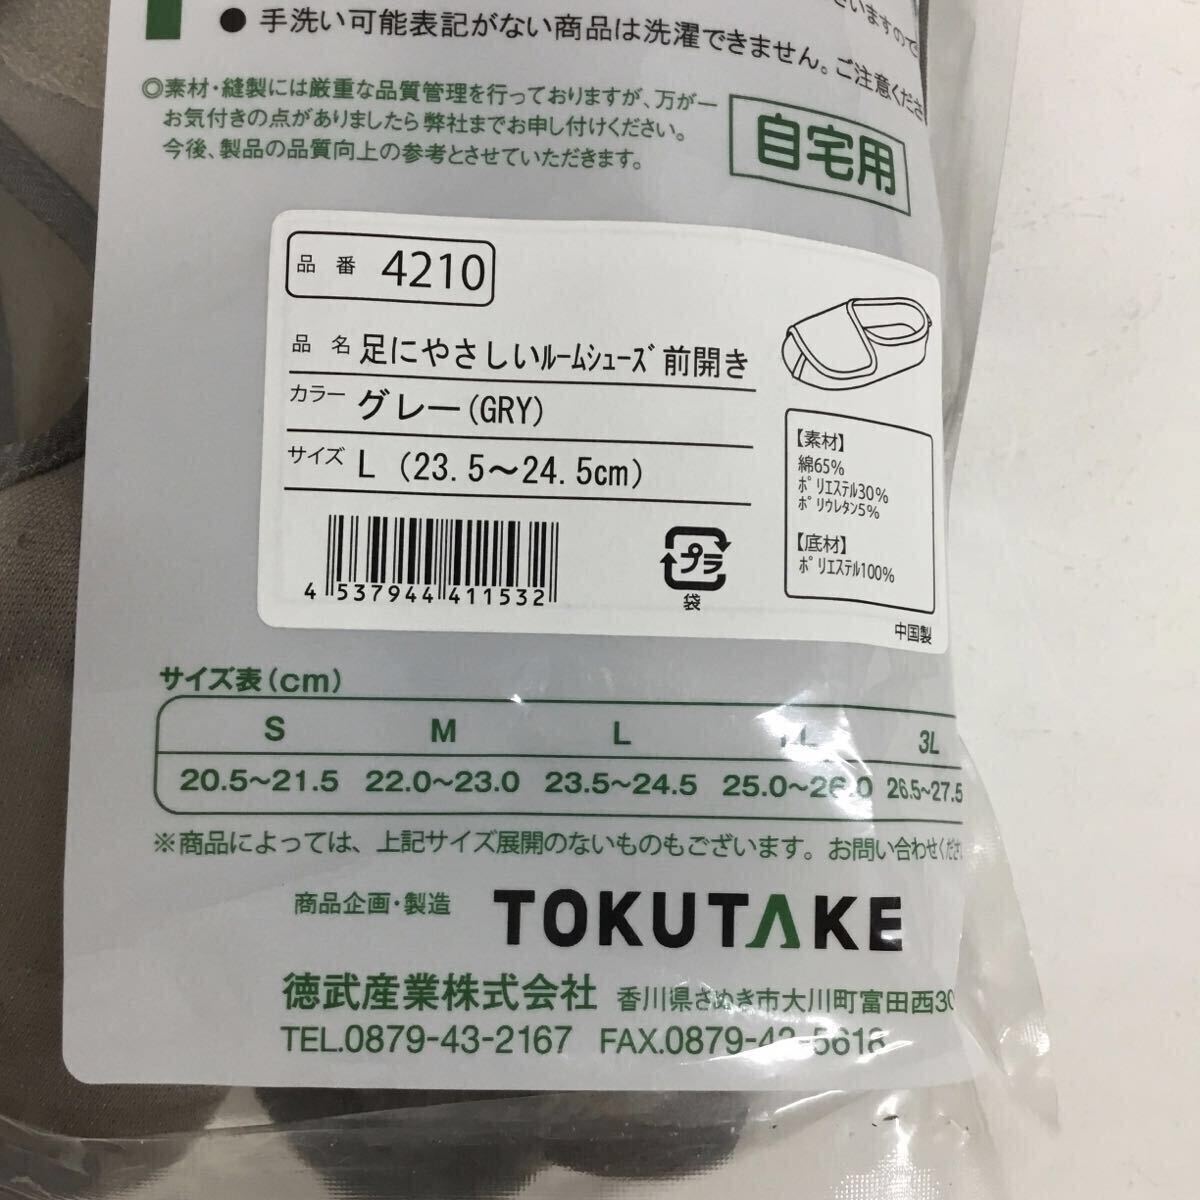 ざいますので
● 手洗い可能表記がない商品は洗濯できません。ご注意くださ
◎素材・縫製には厳重な品質管理を行っておりますが、万が一
お気付きの点がありましたら弊社までお申し付けください。
今後、製品の品質向上の参考とさせていただきます。
自宅用
品番 4210
品名 足にやさしいﾙｰﾑｼｭｰｽﾞ前開き
カラー グレー(GRY)
サイズ L (23.5～24.5cm)
【素材】
綿65%
ﾎﾟﾘｴｽﾃﾙ30%
ﾎﾟﾘｳﾚﾀﾝ5%
【底材】
ﾎﾟﾘｴｽﾃﾙ100%
4 537944 411532
プラ
袋
中国製
サイズ表(cm)
S M L 3L
20.5～21.5 22.0～23.0 23.5～24.5 25.0～26.0 26.5～27.5
※商品によっては、上記サイズ展開のないものもございます。お問い合わせくださ
商品企画・製造 TOKUTAKE
徳武産業株式会社 香川県さぬき市大川町富田西30
TEL.0879-43-2167 FAX.0879-43-5618